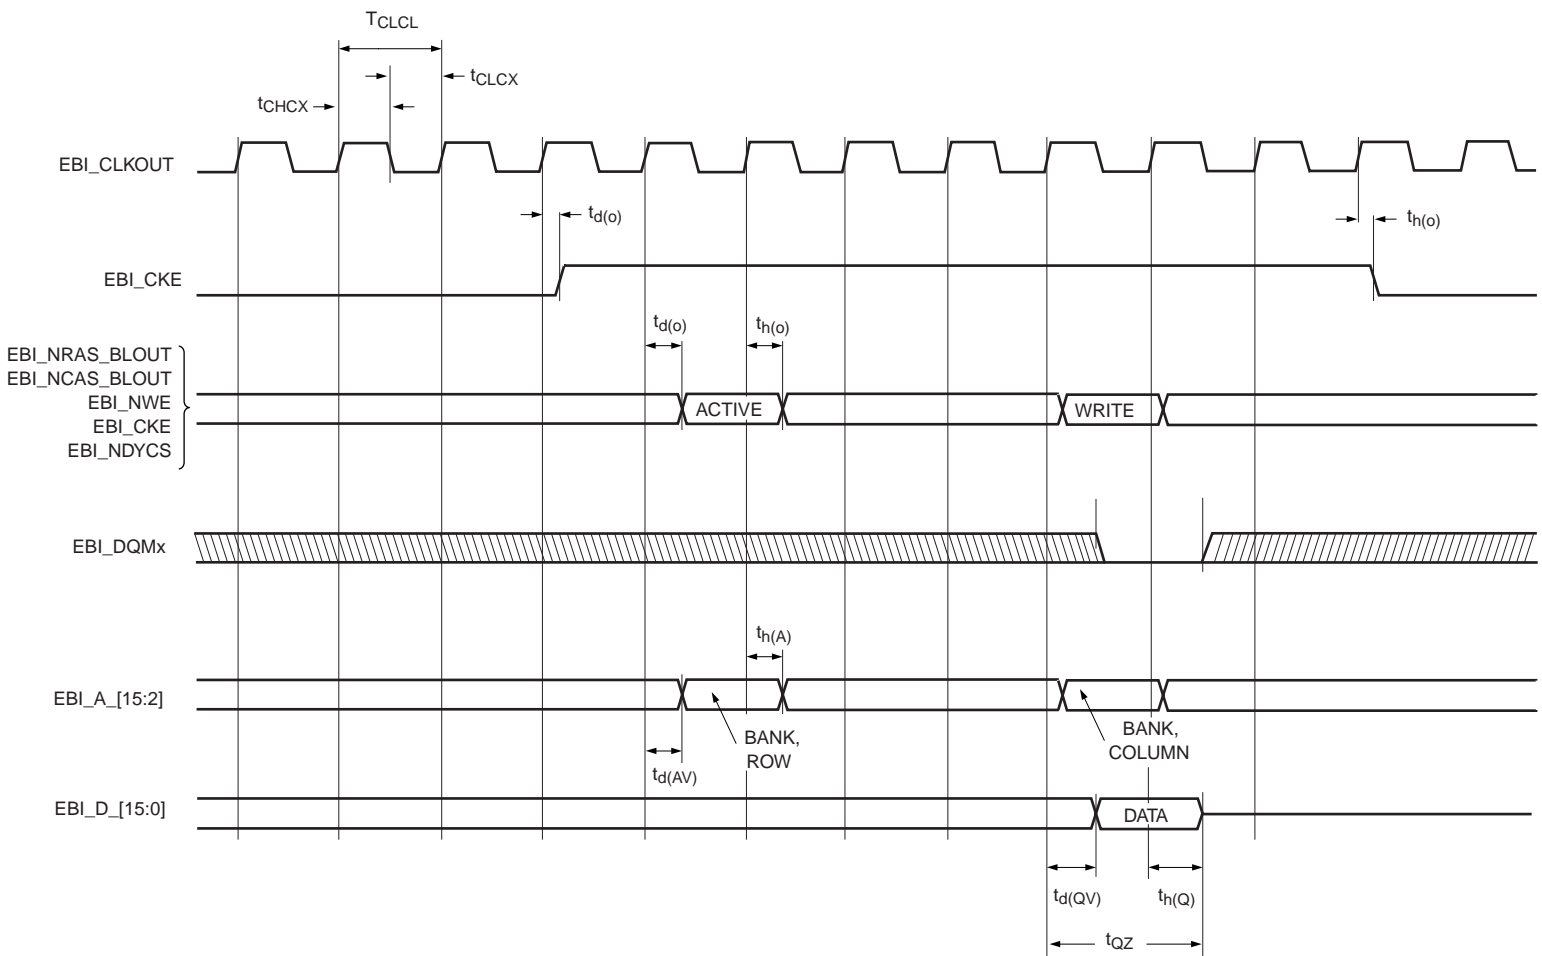 TCLCL
tCLCX
tCHCX
EBI_CLKOUT
td(o)
th(o)
EBI_CKE
td(o)
th(o)
EBI_NRAS_BLOUT
EBI_NCAS_BLOUT
EBI_NWE
EBI_CKE
EBI_NDYCS
ACTIVE
WRITE
EBI_DQMx
th(A)
EBI_A_[15:2]
BANK,
ROW
BANK,
COLUMN
td(AV)
EBI_D_[15:0]
DATA
td(QV)
th(Q)
tQZ